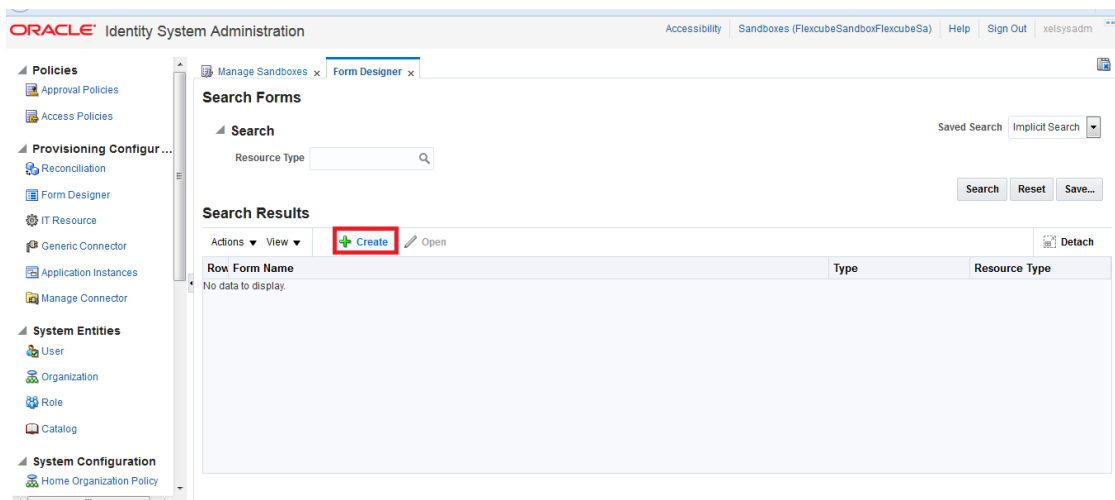 ORACLE® Identity System Administration
Accessibility Sandboxes (FlexcubeSandboxFlexcubeSa) Help Sign Out xelsysadm
Policies
Approval Policies
Access Policies
Provisioning Configur...
Reconciliation
Form Designer
IT Resource
Generic Connector
Application Instances
Manage Connector
System Entities
User
Organization
Role
Catalog
System Configuration
Home Organization Policy
Manage Sandboxes x Form Designer x
Search Forms
Search
Saved Search Implicit Search
Resource Type
Search Reset Save...
Search Results
Actions View Create Open Detach
Row Form Name Type Resource Type
No data to display.